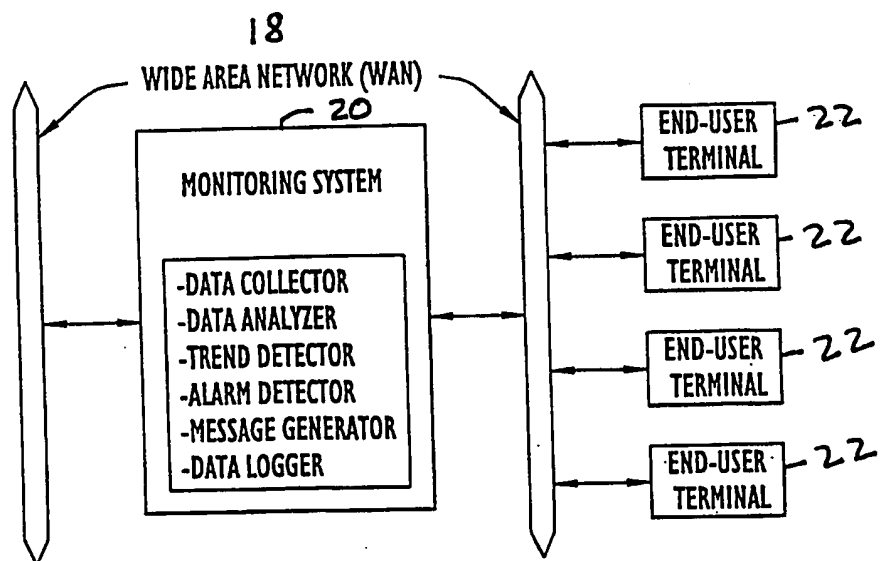 18
WIDE AREA NETWORK (WAN)
20
MONITORING SYSTEM
-DATA COLLECTOR
-DATA ANALYZER
-TREND DETECTOR
-ALARM DETECTOR
-MESSAGE GENERATOR
-DATA LOGGER
END-USER
TERMINAL
22
END-USER
TERMINAL
22
END-USER
TERMINAL
22
END-USER
TERMINAL
22